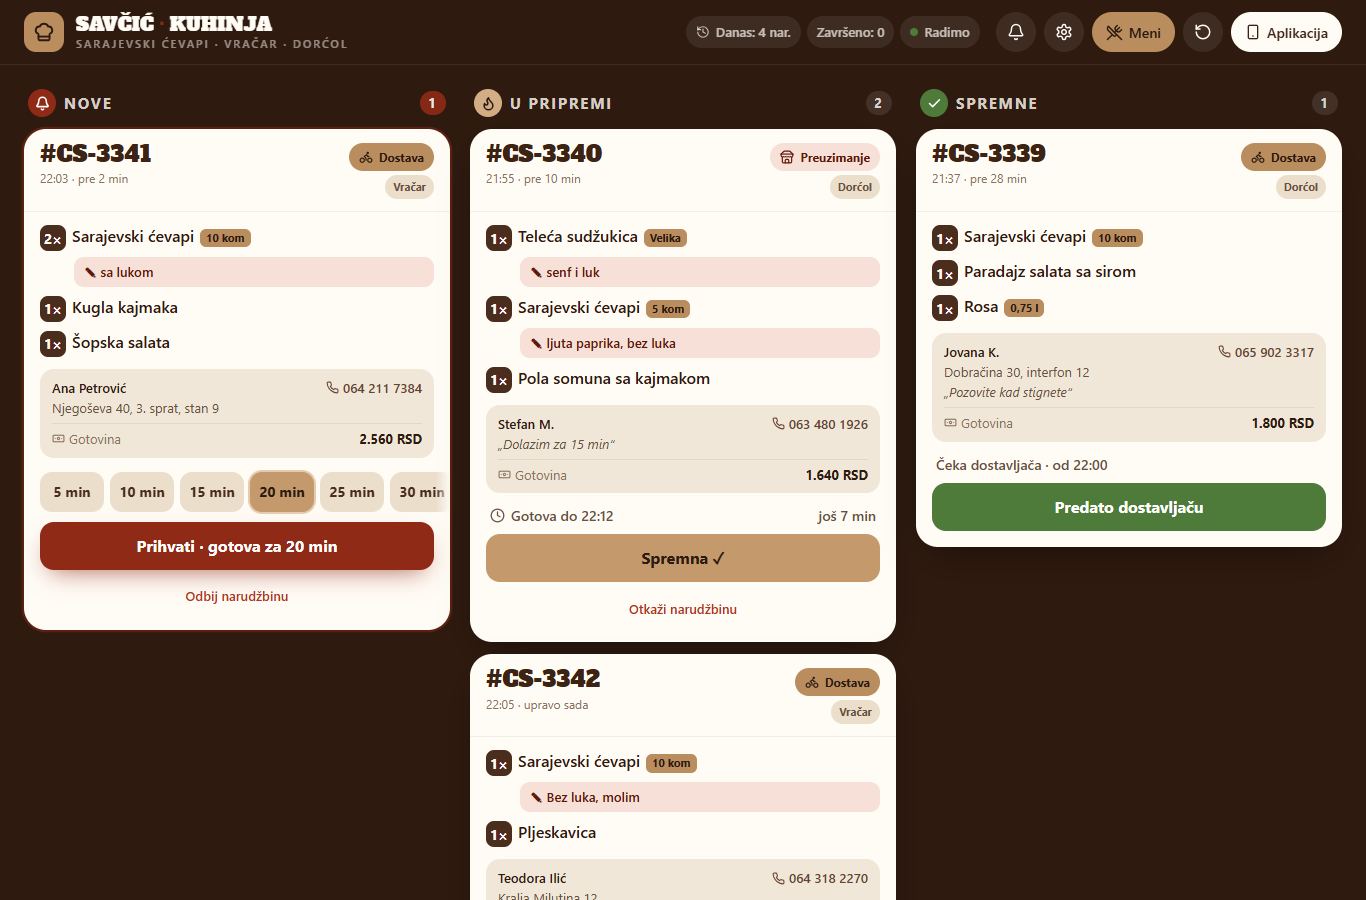 SAVČIĆ · KUHINJA
SARAJEVSKI ĆEVAPI · VRAČAR · DORĆOL
Danas: 4 nar.
Završeno: 0
Radimo
Meni
Aplikacija
NOVE
1
#CS-3341
Dostava
22:03 · pre 2 min
Vračar
2× Sarajevski ćevapi 10 kom
sa lukom
1× Kugla kajmaka
1× Šopska salata
Ana Petrović 064 211 7384
Njegoševa 40, 3. sprat, stan 9
Gotovina 2.560 RSD
5 min 10 min 15 min 20 min 25 min 30 min
Prihvati · gotova za 20 min
Odbij narudžbinu
U PRIPREMI
2
#CS-3340
Preuzimanje
21:55 · pre 10 min
Dorćol
1× Teleća sudžukica Velika
senf i luk
1× Sarajevski ćevapi 5 kom
ljuta paprika, bez luka
1× Pola somuna sa kajmakom
Stefan M. 063 480 1926
„Dolazim za 15 min“
Gotovina 1.640 RSD
Gotova do 22:12 još 7 min
Spremna ✓
Otkaži narudžbinu
#CS-3342
Dostava
22:05 · upravo sada
Vračar
1× Sarajevski ćevapi 10 kom
Bez luka, molim
1× Pljeskavica
Teodora Ilić 064 318 2270
Kralja Milutina 12
SPREMNE
1
#CS-3339
Dostava
21:37 · pre 28 min
Dorćol
1× Sarajevski ćevapi 10 kom
1× Paradajz salata sa sirom
1× Rosa 0,75 l
Jovana K. 065 902 3317
Dobračina 30, interfon 12
„Pozovite kad stignete“
Gotovina 1.800 RSD
Čeka dostavljača · od 22:00
Predato dostavljaču